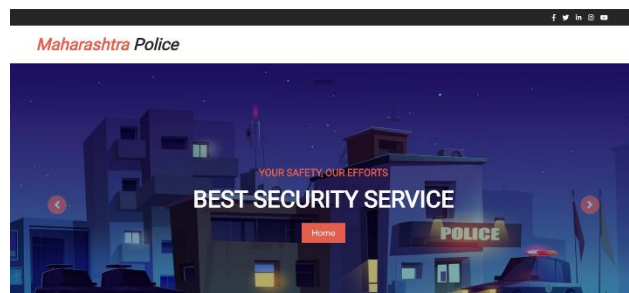 Maharashtra Police
YOUR SAFETY, OUR EFFORTS
BEST SECURITY SERVICE
Home
POLICE